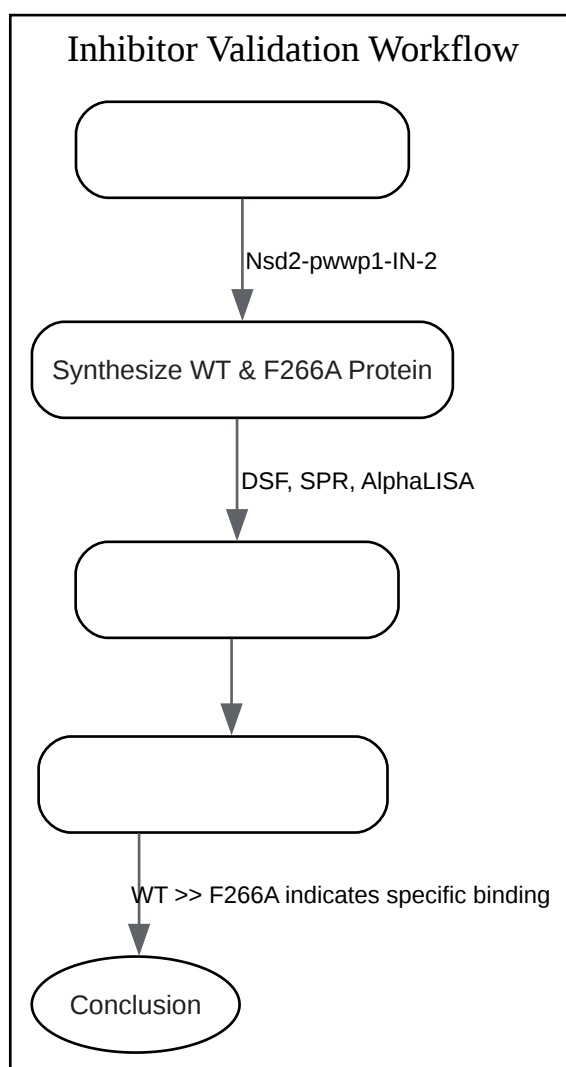 Inhibitor Validation Workflow
Nsd2-pwwp1-IN-2
Synthesize WT & F266A Protein
DSF, SPR, AlphaLISA
WT >> F266A indicates specific binding
Conclusion